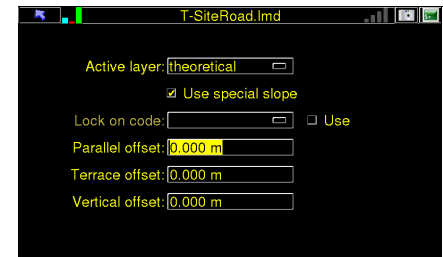 T-SiteRoad.lmd
Active layer: theoretical
Use special slope
Lock on code: Use
Parallel offset: 0.000 m
Terrace offset: 0.000 m
Vertical offset: 0.000 m